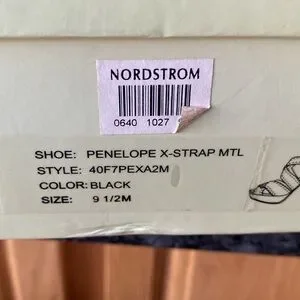 NORDSTROM
0640 1027
SHOE: PENELOPE X-STRAP MTL
STYLE: 40F7PEXA2M
COLOR: BLACK
SIZE: 9 1/2M